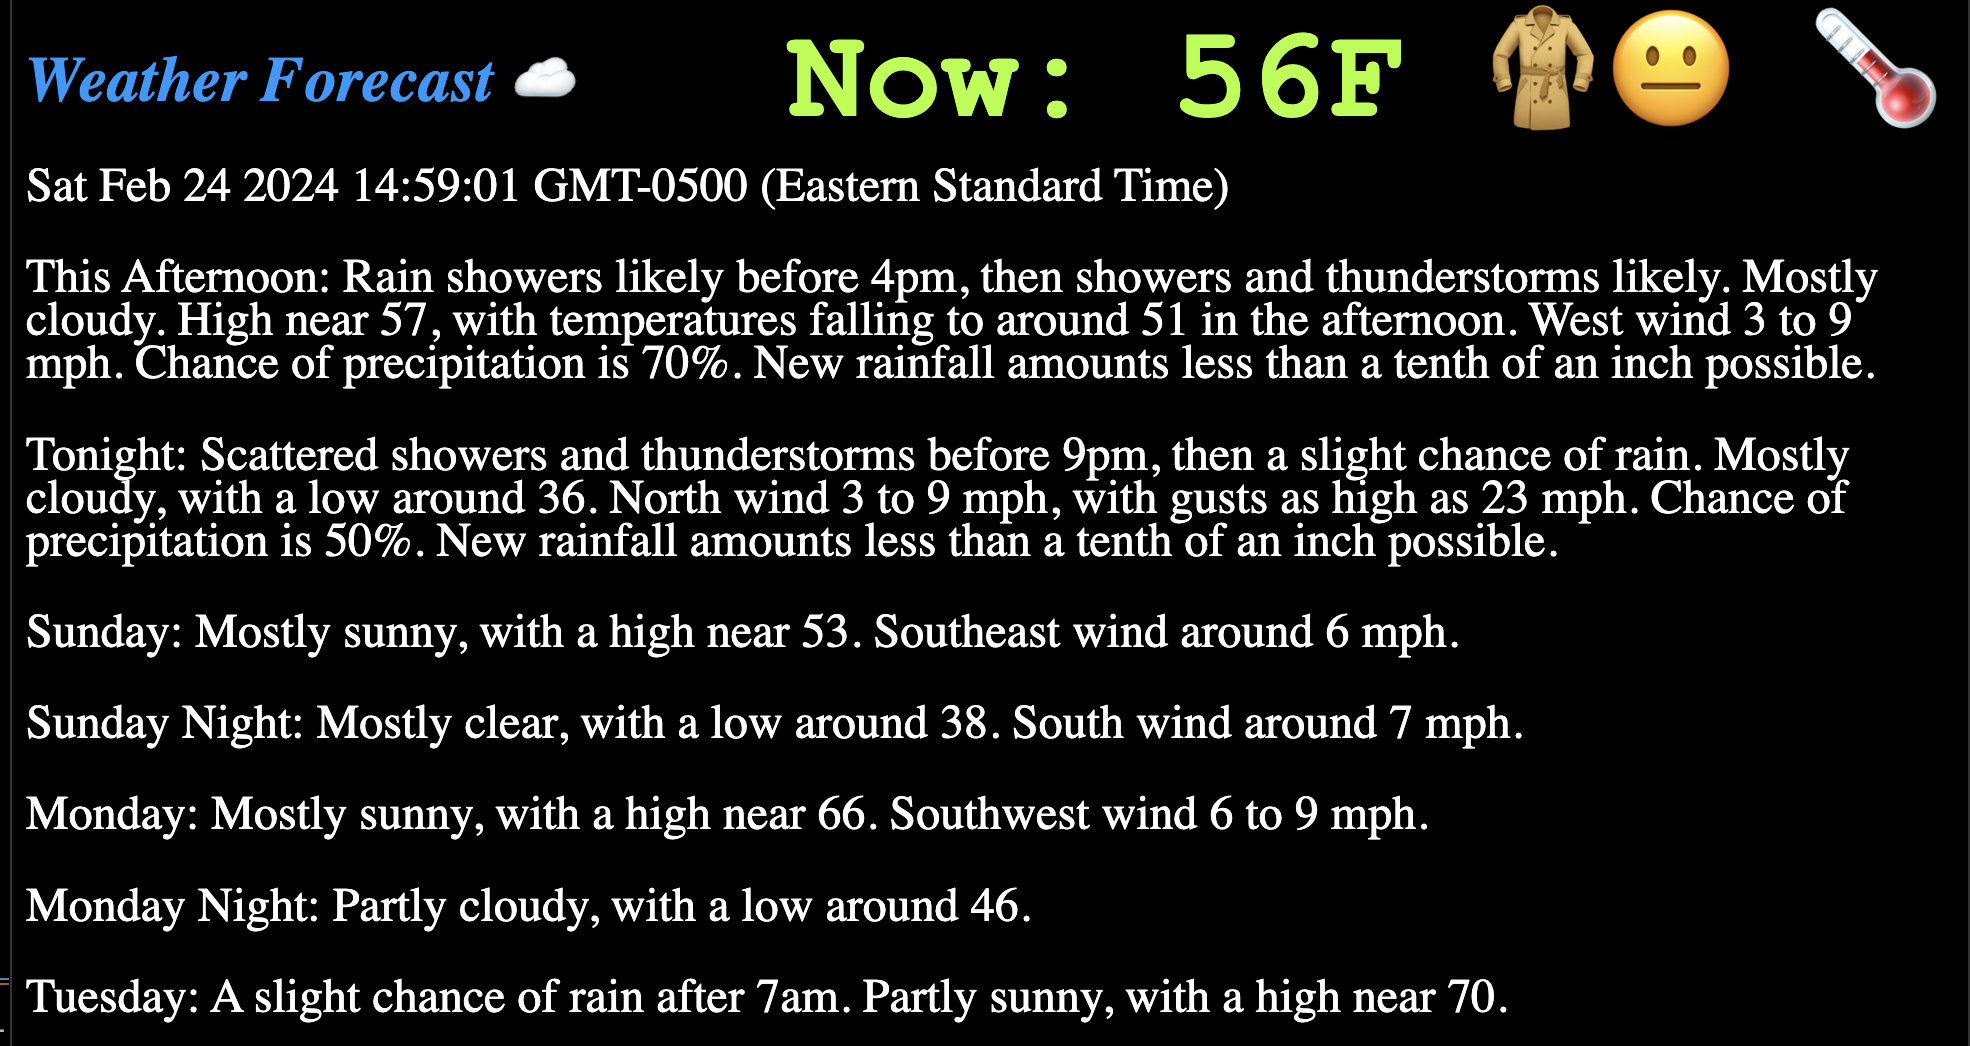 Weather Forecast ☁️ Now: 56F 🧥😐 🌡️
Sat Feb 24 2024 14:59:01 GMT-0500 (Eastern Standard Time)
This Afternoon: Rain showers likely before 4pm, then showers and thunderstorms likely. Mostly
cloudy. High near 57, with temperatures falling to around 51 in the afternoon. West wind 3 to 9
mph. Chance of precipitation is 70%. New rainfall amounts less than a tenth of an inch possible.
Tonight: Scattered showers and thunderstorms before 9pm, then a slight chance of rain. Mostly
cloudy, with a low around 36. North wind 3 to 9 mph, with gusts as high as 23 mph. Chance of
precipitation is 50%. New rainfall amounts less than a tenth of an inch possible.
Sunday: Mostly sunny, with a high near 53. Southeast wind around 6 mph.
Sunday Night: Mostly clear, with a low around 38. South wind around 7 mph.
Monday: Mostly sunny, with a high near 66. Southwest wind 6 to 9 mph.
Monday Night: Partly cloudy, with a low around 46.
Tuesday: A slight chance of rain after 7am. Partly sunny, with a high near 70.